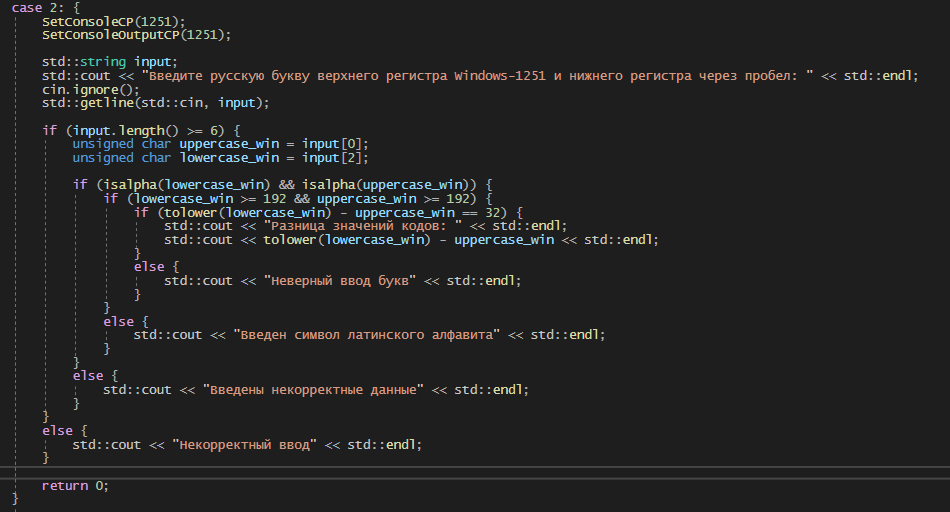 case 2: {
SetConsoleCP(1251);
SetConsoleOutputCP(1251);
std::string input;
std::cout << "Введите русскую букву верхнего регистра Windows-1251 и нижнего регистра через пробел: " << std::endl;
cin.ignore();
std::getline(std::cin, input);
if (input.length() >= 6) {
unsigned char uppercase_win = input[0];
unsigned char lowercase_win = input[2];
if (isalpha(lowercase_win) && isalpha(uppercase_win)) {
if (lowercase_win >= 192 && uppercase_win >= 192) {
if (tolower(lowercase_win) - uppercase_win == 32) {
std::cout << "Разница значений кодов: " << std::endl;
std::cout << tolower(lowercase_win) - uppercase_win << std::endl;
}
else {
std::cout << "Неверный ввод букв" << std::endl;
}
}
else {
std::cout << "Введен символ латинского алфавита" << std::endl;
}
}
else {
std::cout << "Введены некорректные данные" << std::endl;
}
}
else {
std::cout << "Некорректный ввод" << std::endl;
}
return 0;
}